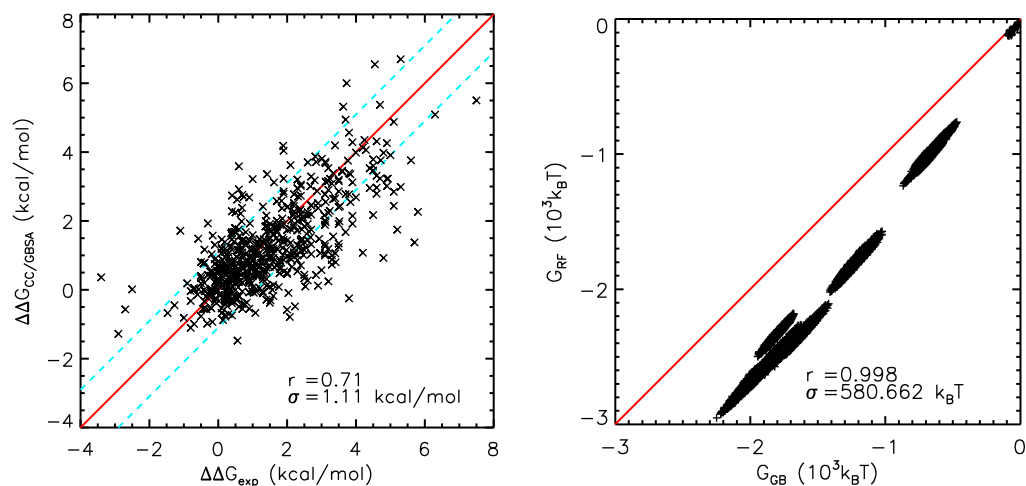 8
6
4
2
0
−2
−4
−4
−2
0
2
4
6
8
ΔΔG_CC/GBSA (kcal/mol)
ΔΔG_exp (kcal/mol)
r =0.71
σ=1.11 kcal/mol
0
−1
−2
−3
−3
−2
−1
0
G_RF (10³k_BT)
G_GB (10³k_BT)
r =0.998
σ=580.662 k_BT